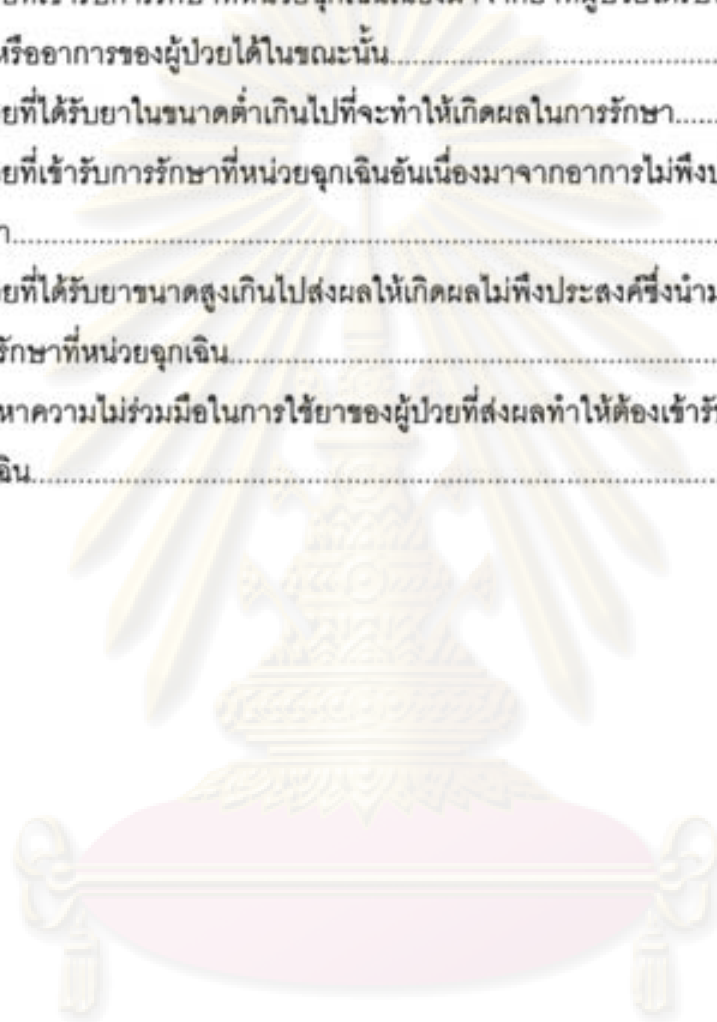 หรืออาการของผู้ป่วยได้ในขณะนั้น........................................................
ยที่ได้รับยาในขนาดต่ำเกินไปที่จะทำให้เกิดผลในการรักษา.......
ยที่เข้ารับการรักษาที่หน่วยฉุกเฉินอันเนื่องมาจากอาการไม่พึงป
า..........................................................................................................................
ยที่ได้รับยาขนาดสูงเกินไปส่งผลให้เกิดผลไม่พึงประสงค์ซึ่งนำม
รักษาที่หน่วยฉุกเฉิน..................................................................................
หาความไม่ร่วมมือในการใช้ยาของผู้ป่วยที่ส่งผลทำให้ต้องเข้ารั
ฉิน.......................................................................................................................